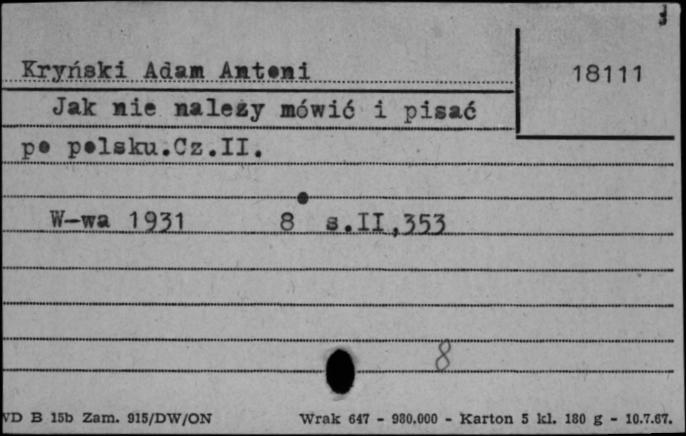 Kryński Adam Antoni
18111
Jak nie należy mówić i pisać
po polsku.Cz.II.
W-wa 1931 8 s.II,353
8
WD B 15b Zam. 915/DW/ON Wrak 647 - 980.000 - Karton 5 kl. 180 g - 10.7.67.